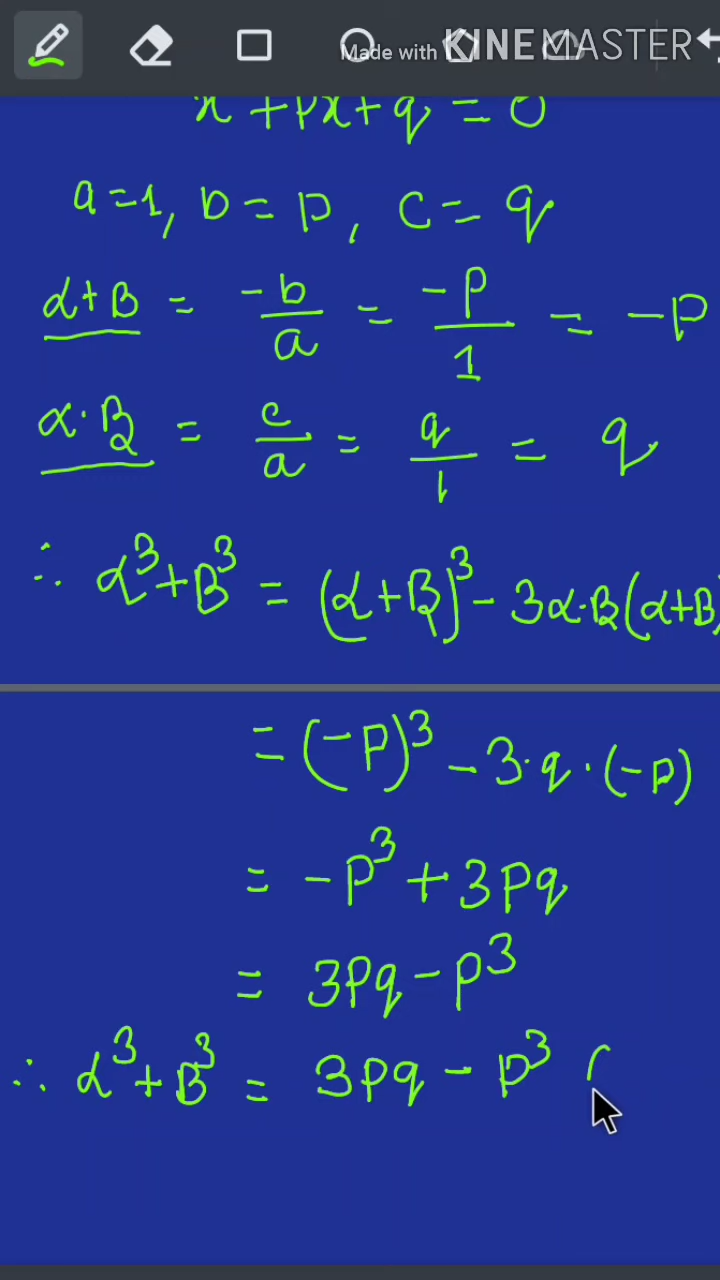 Made with KINEMASTER
x + px + q = 0
a = 1, b = p, c = q
α+β = -b/a = -p/1 = -p
α·β = c/a = q/1 = q
∴ α³+β³ = (α+β)³ - 3α·β(α+β)
= (-p)³ - 3·q·(-p)
= -p³ + 3pq
= 3pq - p³
∴ α³+β³ = 3pq - p³ (